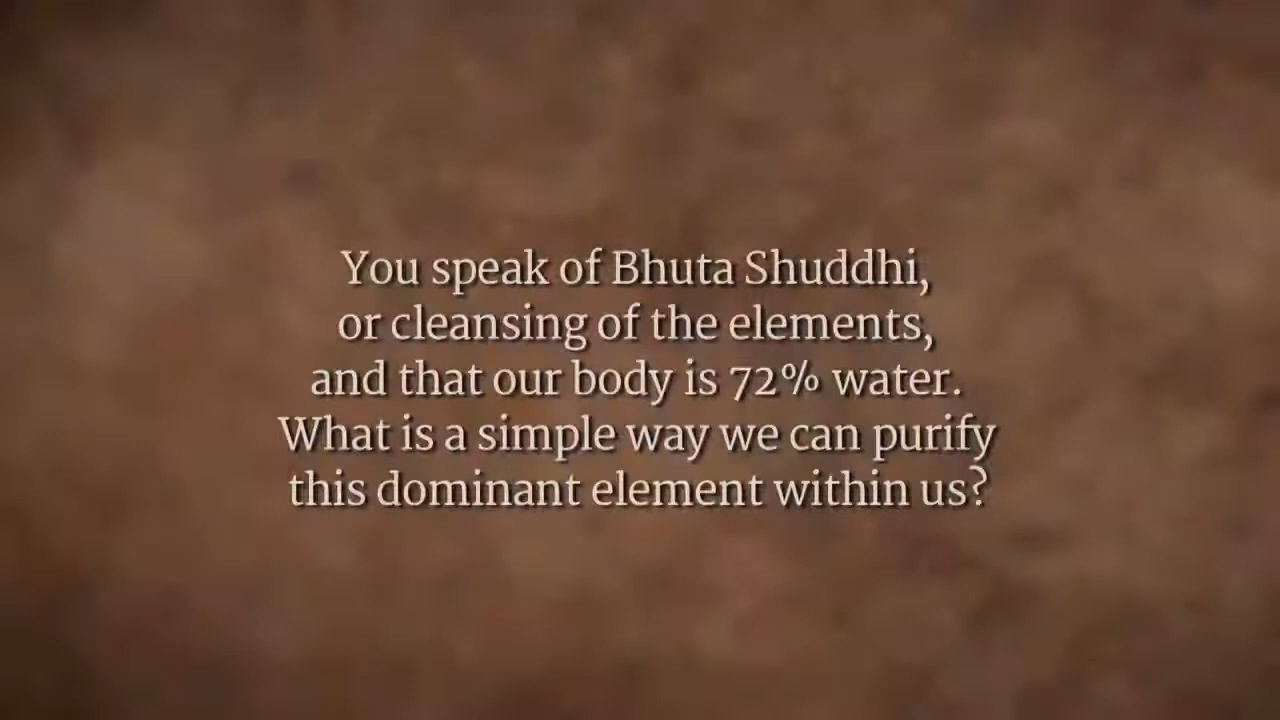 You speak of Bhuta Shuddhi,
or cleansing of the elements,
and that our body is 72% water.
What is a simple way we can purify
this dominant element within us?